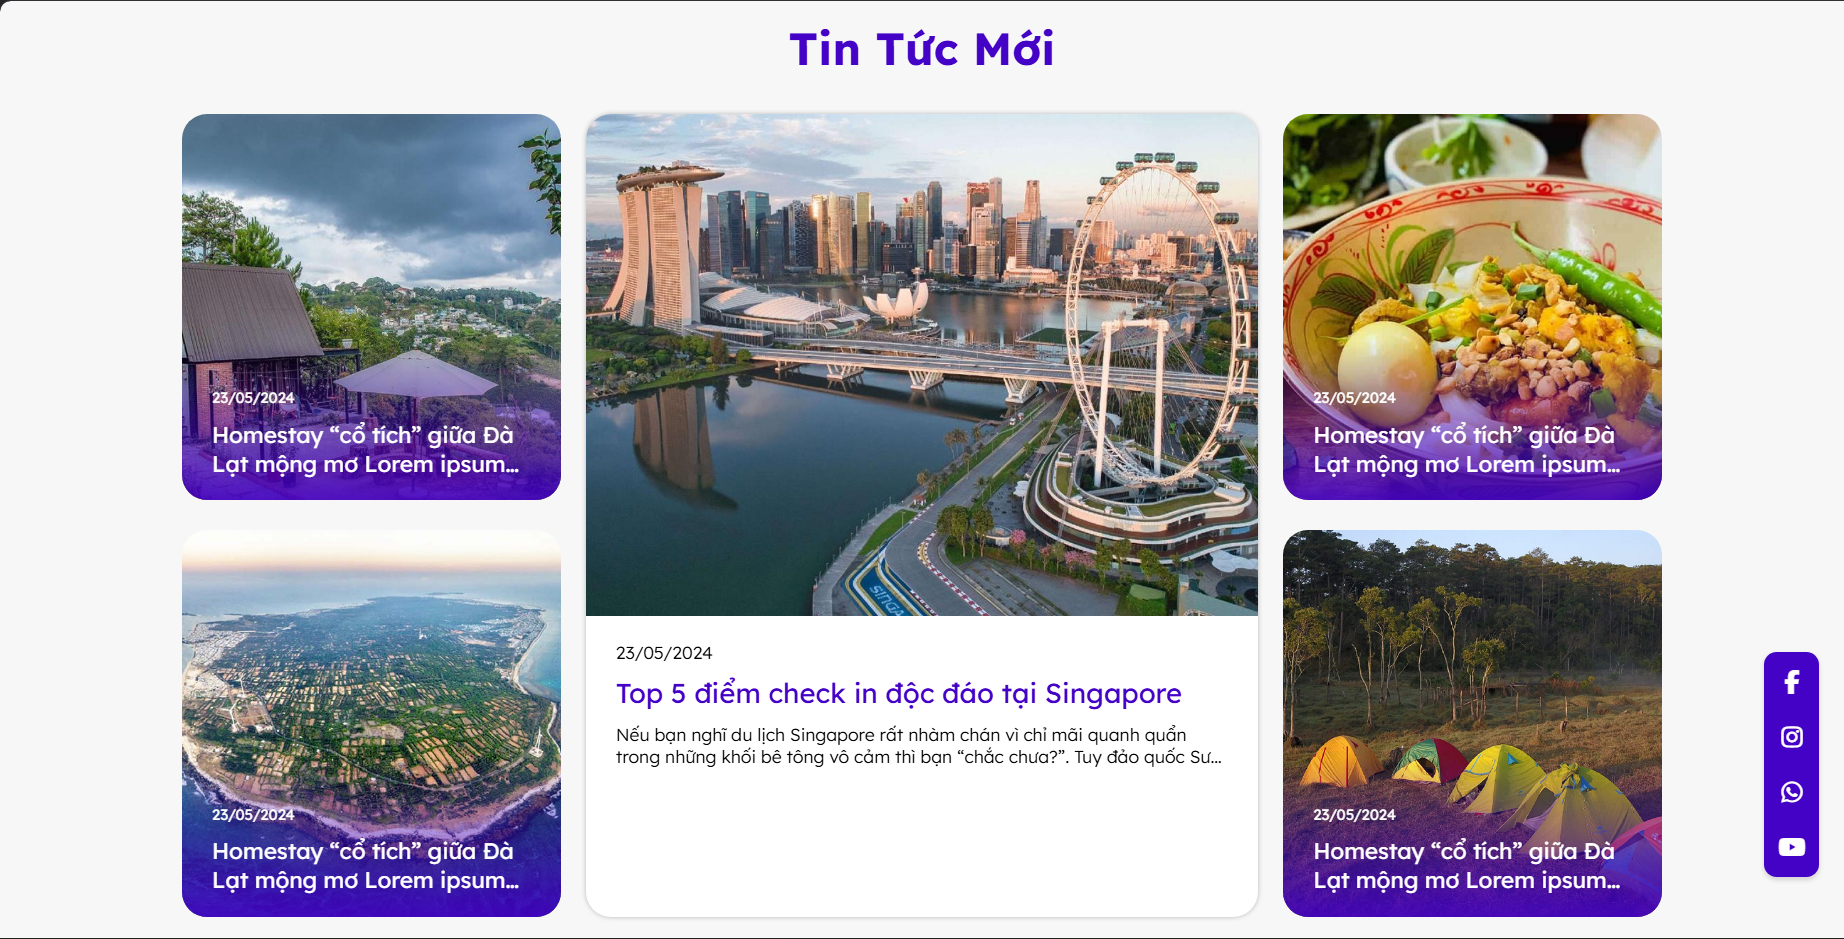 Tin Tức Mới
23/05/2024
Homestay “cổ tích” giữa Đà
Lạt mộng mơ Lorem ipsum...
23/05/2024
Homestay “cổ tích” giữa Đà
Lạt mộng mơ Lorem ipsum...
SINGA
23/05/2024
Top 5 điểm check in độc đáo tại Singapore
Nếu bạn nghĩ du lịch Singapore rất nhàm chán vì chỉ mãi quanh quẩn
trong những khối bê tông vô cảm thì bạn “chắc chưa?”. Tuy đảo quốc Sư...
23/05/2024
Homestay “cổ tích” giữa Đà
Lạt mộng mơ Lorem ipsum...
23/05/2024
Homestay “cổ tích” giữa Đà
Lạt mộng mơ Lorem ipsum...